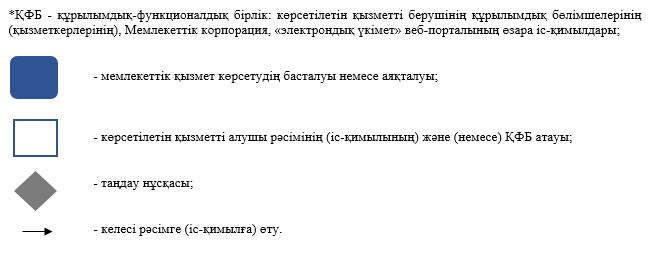 *ҚФБ - құрылымдық-функционалдық бірлік: көрсетілетін қызметті берушінің құрылымдық бөлімшелерінің
(қызметкерлерінің), Мемлекеттік корпорация, «электрондық үкімет» веб-порталының өзара іс-қимылдары;
- мемлекеттік қызмет көрсетудің басталуы немесе аяқталуы;
- көрсетілетін қызметті алушы рәсімінің (іс-қимылының) және (немесе) ҚФБ атауы;
- таңдау нұсқасы;
- келесі рәсімге (іс-қимылға) өту.